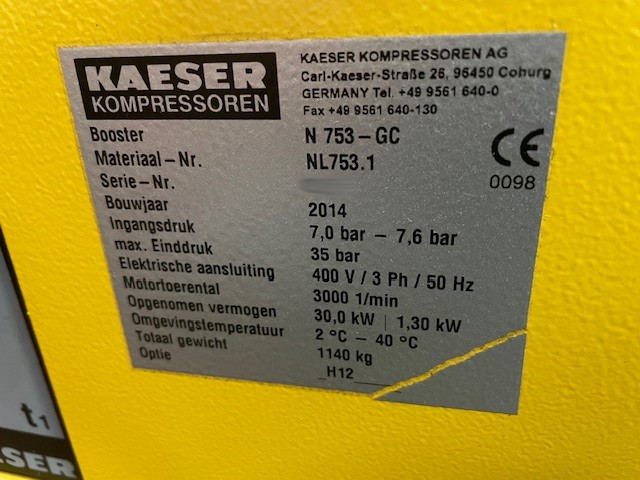 KAESER
KOMPRESSOREN
KAESER KOMPRESSOREN AG
Carl-Kaeser-Straße 26, 96450 Coburg
GERMANY Tel. +49 9561 640-0
Fax +49 9561 640-130
CE
0098
Booster N 753-GC
Materiaal-Nr. NL753.1
Serie-Nr.
Bouwjaar 2014
Ingangsdruk 7,0 bar - 7,6 bar
max. Einddruk 35 bar
Elektrische aansluiting 400 V / 3 Ph / 50 Hz
Motortoerental 3000 1/min
Opgenomen vermogen 30,0 kW | 1,30 kW
Omgevingstemperatuur 2 °C - 40 °C
Totaal gewicht 1140 kg
Optie _H12_____
t1
ESER